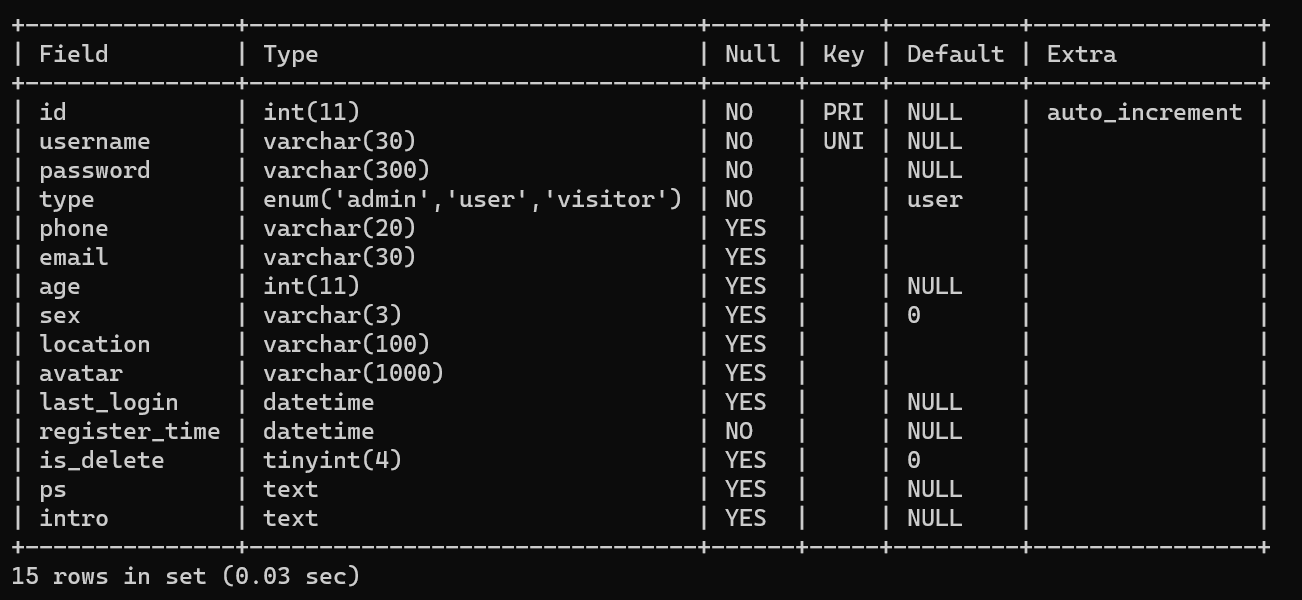 +----------------+---------------------------------+------+-----+---------+----------------+
| Field          | Type                            | Null | Key | Default | Extra          |
+----------------+---------------------------------+------+-----+---------+----------------+
| id             | int(11)                         | NO   | PRI | NULL    | auto_increment |
| username       | varchar(30)                     | NO   | UNI | NULL    |                |
| password       | varchar(300)                    | NO   |     | NULL    |                |
| type           | enum('admin','user','visitor')  | NO   |     | user    |                |
| phone          | varchar(20)                     | YES  |     |         |                |
| email          | varchar(30)                     | YES  |     |         |                |
| age            | int(11)                         | YES  |     | NULL    |                |
| sex            | varchar(3)                      | YES  |     | 0       |                |
| location       | varchar(100)                    | YES  |     |         |                |
| avatar         | varchar(1000)                   | YES  |     |         |                |
| last_login     | datetime                        | YES  |     | NULL    |                |
| register_time  | datetime                        | NO   |     | NULL    |                |
| is_delete      | tinyint(4)                      | YES  |     | 0       |                |
| ps             | text                            | YES  |     | NULL    |                |
| intro          | text                            | YES  |     | NULL    |                |
+----------------+---------------------------------+------+-----+---------+----------------+
15 rows in set (0.03 sec)